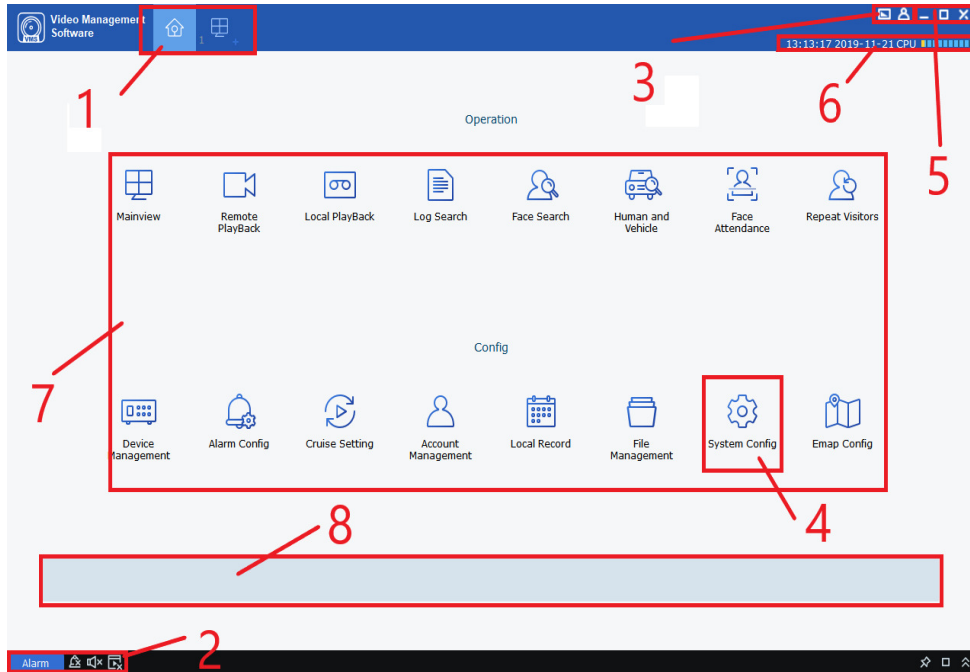 Video Management
Software
VMS
1
+
13:13:17 2019-11-21 CPU
1
3
6
5
Operation
Mainview
Remote
PlayBack
Local PlayBack
Log Search
Face Search
Human and
Vehicle
Face
Attendance
Repeat Visitors
7
Config
Device
Management
Alarm Config
Cruise Setting
Account
Management
Local Record
File
Management
System Config
Emap Config
4
8
2
Alarm